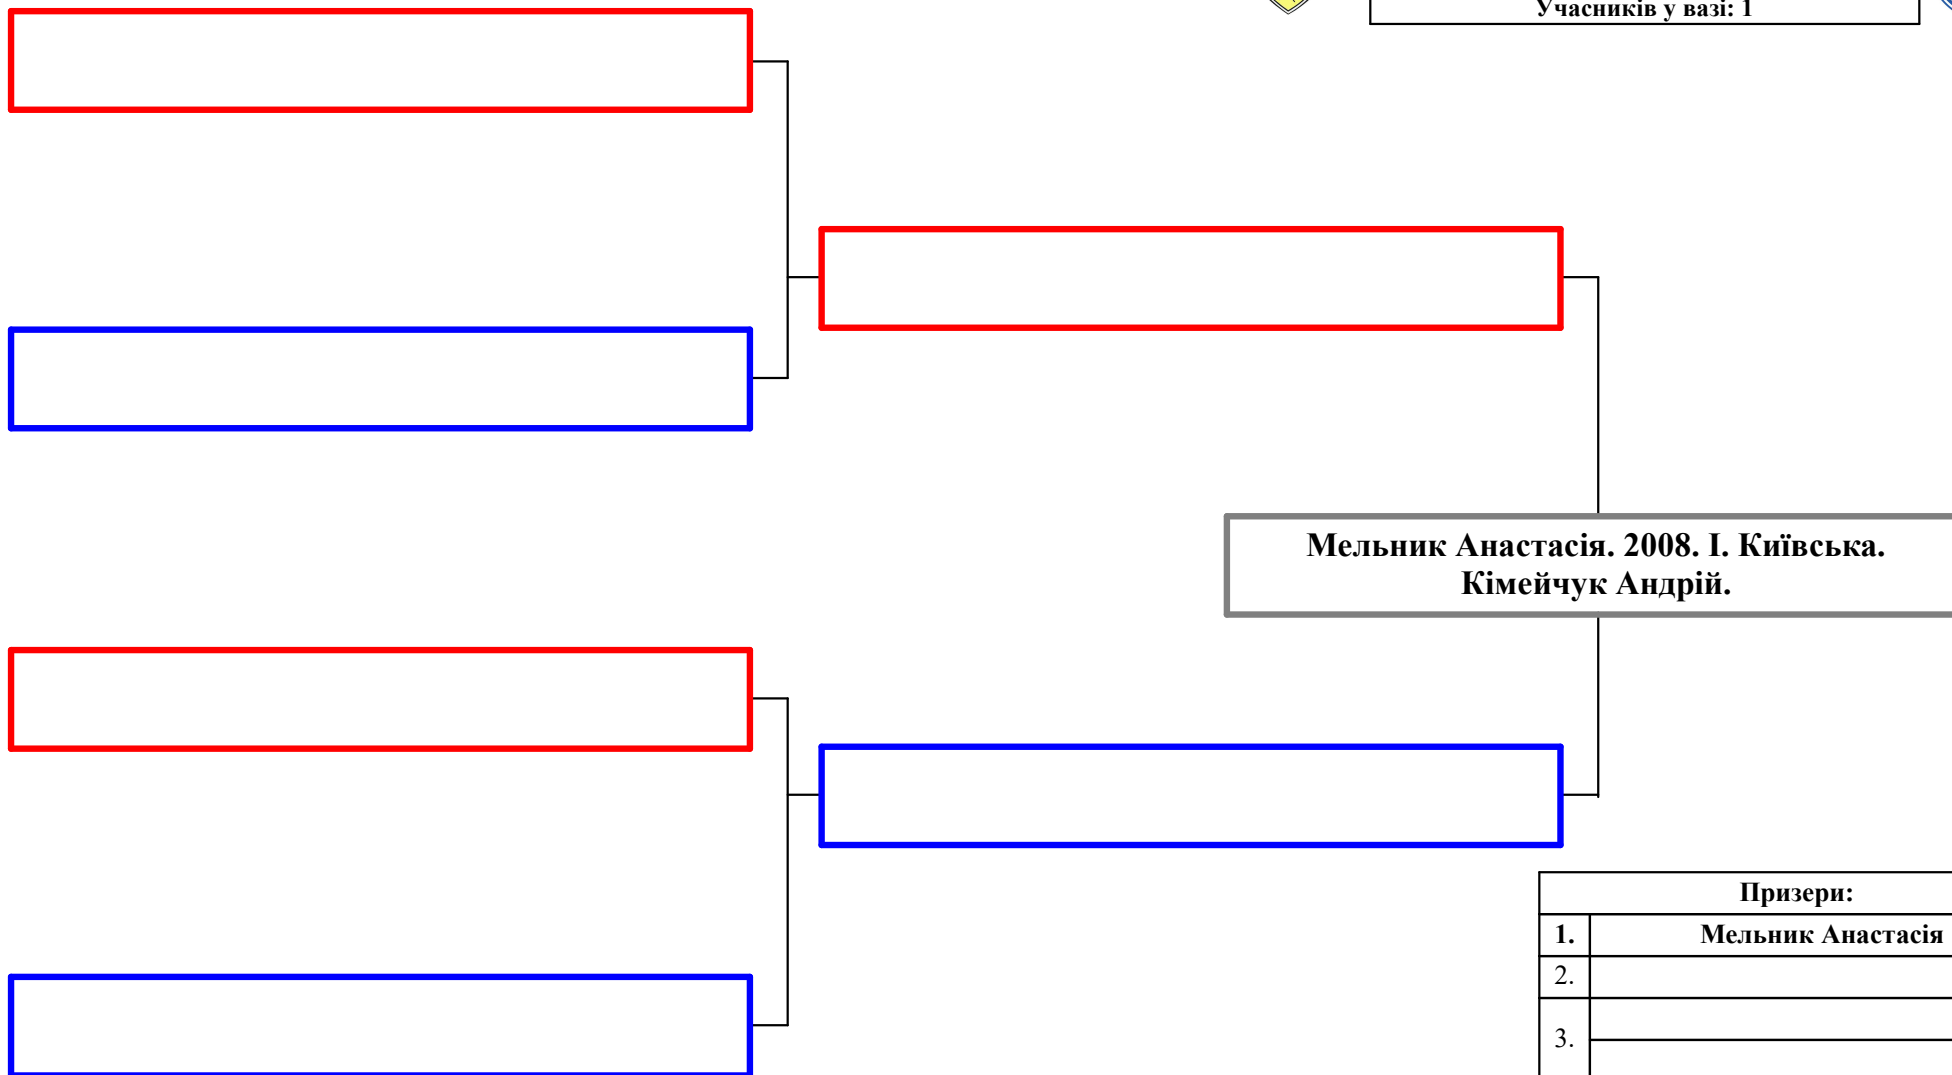 Учасників у вазі: 1
Мельник Анастасія. 2008. І. Київська.
Кімейчук Андрій.
Призери:
1. Мельник Анастасія
2.
3.